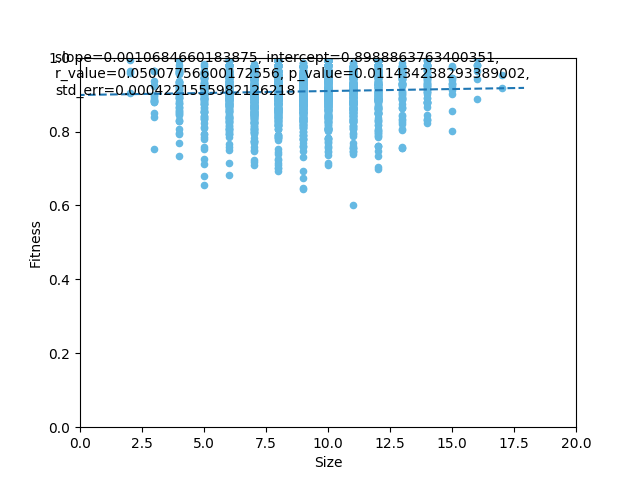 slope=0.0010684660183875, intercept=0.8988863763400351,
r_value=0.05007756600172556, p_value=0.011434238293389002,
std_err=0.0004221555982126218
1.0
0.8
0.6
0.4
0.2
0.0
Fitness
0.0 2.5 5.0 7.5 10.0 12.5 15.0 17.5 20.0
Size